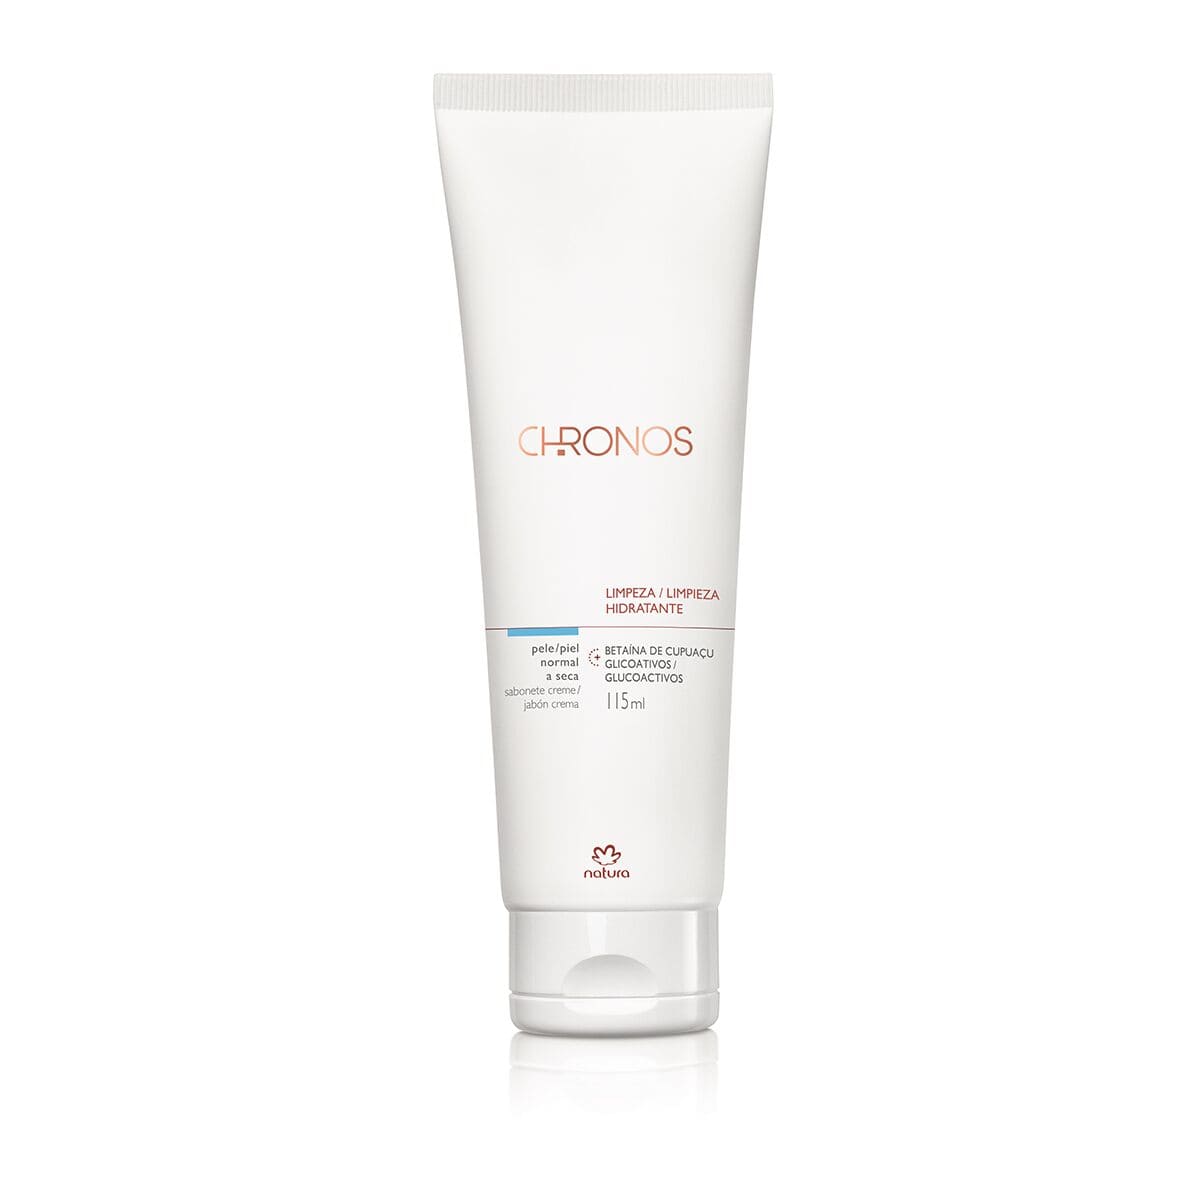 CHRONOS
LIMPEZA / LIMPIEZA
HIDRATANTE
pele/piel
normal
a seca
sabonete creme/
jabón crema
BETAÍNA DE CUPUAÇU
GLICOATIVOS /
GLUCOACTIVOS
115ml
natura